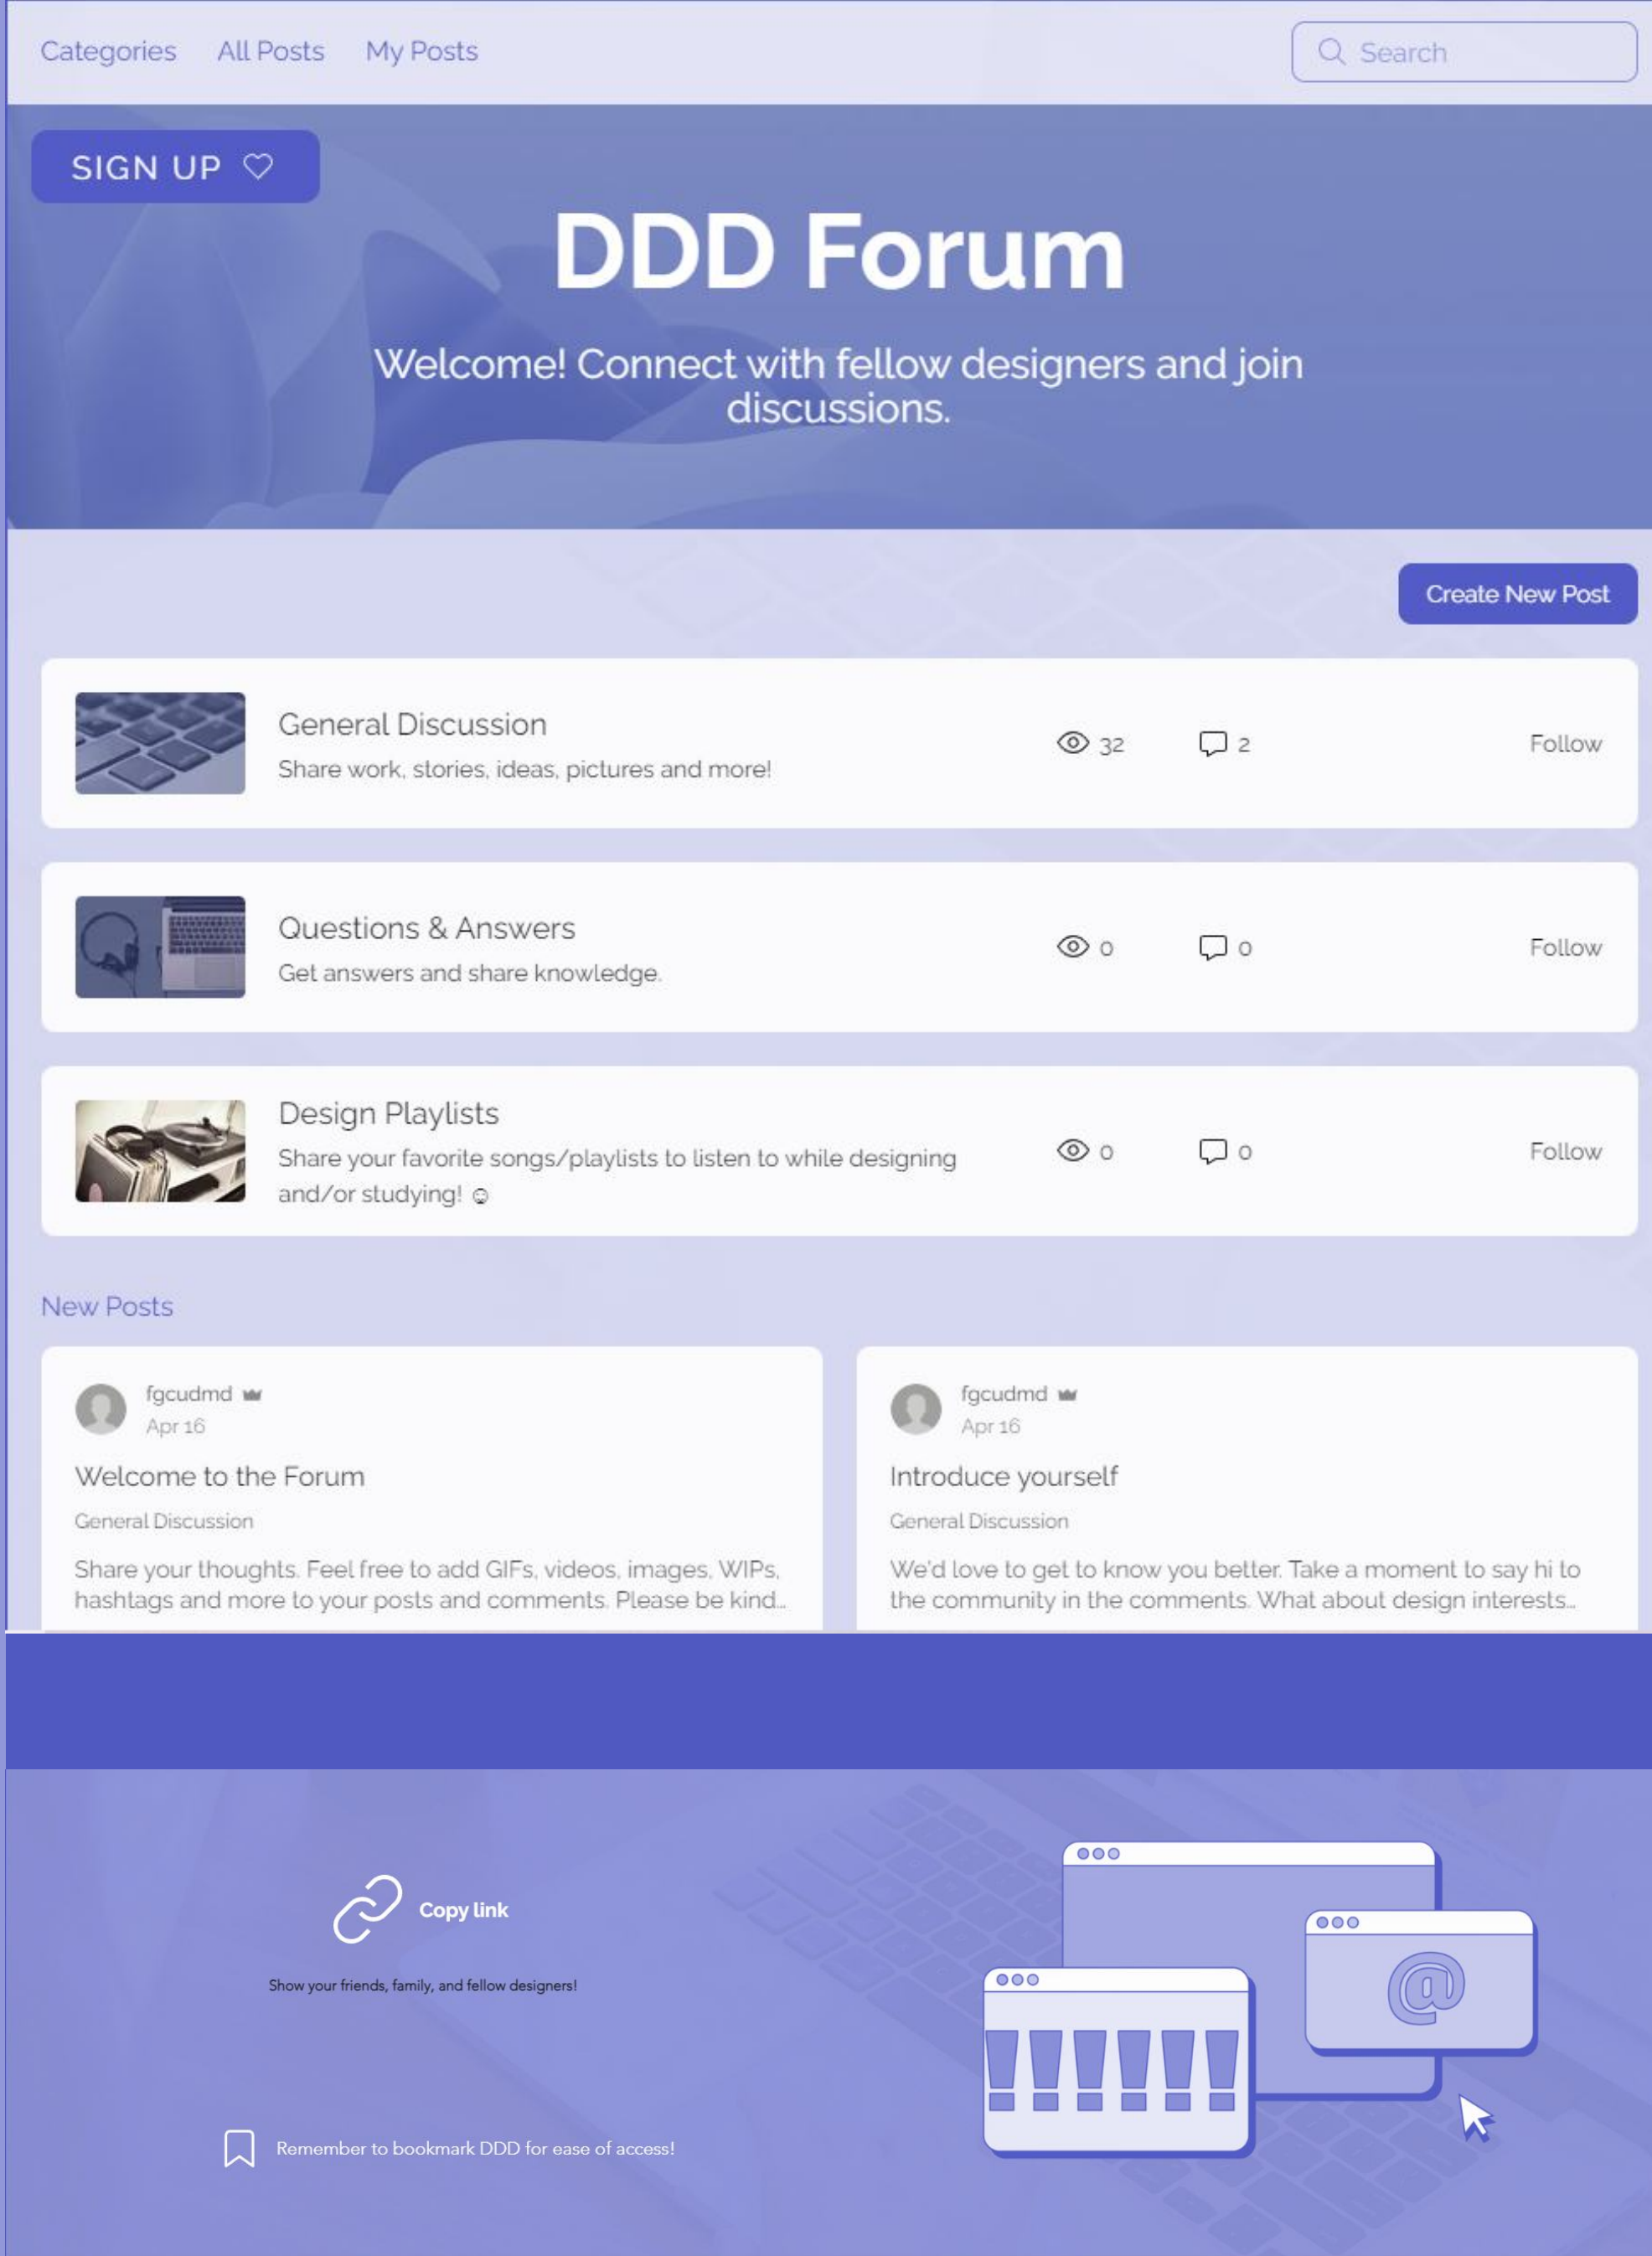 Categories All Posts My Posts Search
SIGN UP
DDD Forum
Welcome! Connect with fellow designers and join
discussions.
Create New Post
General Discussion
Share work, stories, ideas, pictures and more!
32 2 Follow
Questions & Answers
Get answers and share knowledge.
0 0 Follow
Design Playlists
Share your favorite songs/playlists to listen to while designing
and/or studying! ☺
0 0 Follow
New Posts
fgcudmd
Apr 16
Welcome to the Forum
General Discussion
Share your thoughts. Feel free to add GIFs, videos, images, WIPs,
hashtags and more to your posts and comments. Please be kind...
fgcudmd
Apr 16
Introduce yourself
General Discussion
We'd love to get to know you better. Take a moment to say hi to
the community in the comments. What about design interests...
Copy link
Show your friends, family, and fellow designers!
Remember to bookmark DDD for ease of access!
@
!!!!!!